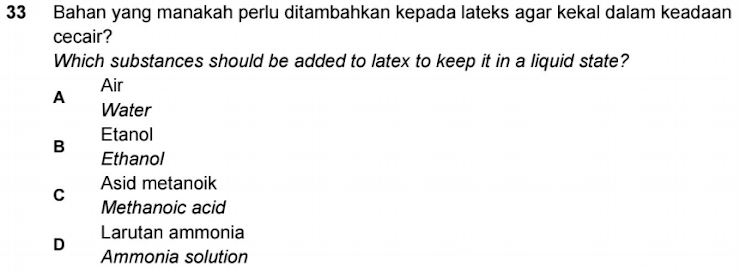 33 Bahan yang manakah perlu ditambahkan kepada lateks agar kekal dalam keadaan
cecair?
Which substances should be added to latex to keep it in a liquid state?
A Air
Water
B Etanol
Ethanol
C Asid metanoik
Methanoic acid
D Larutan ammonia
Ammonia solution